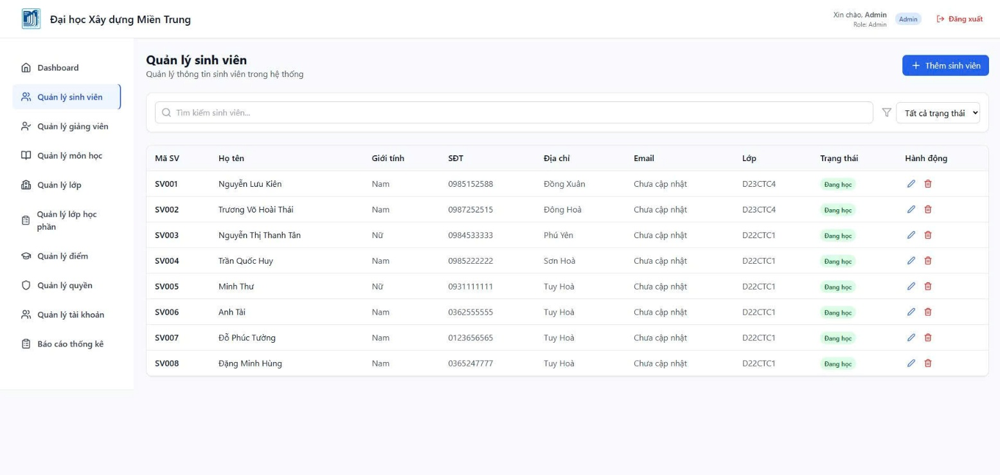 Đại học Xây dựng Miền Trung
Xin chào, Admin
Role: Admin
Admin
Đăng xuất
Dashboard
Quản lý sinh viên
Quản lý giảng viên
Quản lý môn học
Quản lý lớp
Quản lý lớp học
phần
Quản lý điểm
Quản lý quyền
Quản lý tài khoản
Báo cáo thống kê
Quản lý sinh viên
Quản lý thông tin sinh viên trong hệ thống
+ Thêm sinh viên
Tìm kiếm sinh viên...
Tất cả trạng thái
Mã SV Họ tên Giới tính SĐT Địa chỉ Email Lớp Trạng thái Hành động
SV001 Nguyễn Lưu Kiên Nam 0985152588 Đồng Xuân Chưa cập nhật D23CTC4 Đang học
SV002 Trương Võ Hoài Thái Nam 0987252515 Đông Hoà Chưa cập nhật D23CTC4 Đang học
SV003 Nguyễn Thị Thanh Tân Nữ 0984533333 Phú Yên Chưa cập nhật D22CTC1 Đang học
SV004 Trần Quốc Huy Nam 0985222222 Sơn Hoà Chưa cập nhật D22CTC1 Đang học
SV005 Minh Thư Nữ 0931111111 Tuy Hoà Chưa cập nhật D22CTC1 Đang học
SV006 Anh Tài Nam 0362555555 Tuy Hoà Chưa cập nhật D22CTC1 Đang học
SV007 Đỗ Phúc Tường Nam 0123656565 Tuy Hoà Chưa cập nhật D22CTC1 Đang học
SV008 Đặng Minh Hùng Nam 0365247777 Tuy Hoà Chưa cập nhật D22CTC1 Đang học